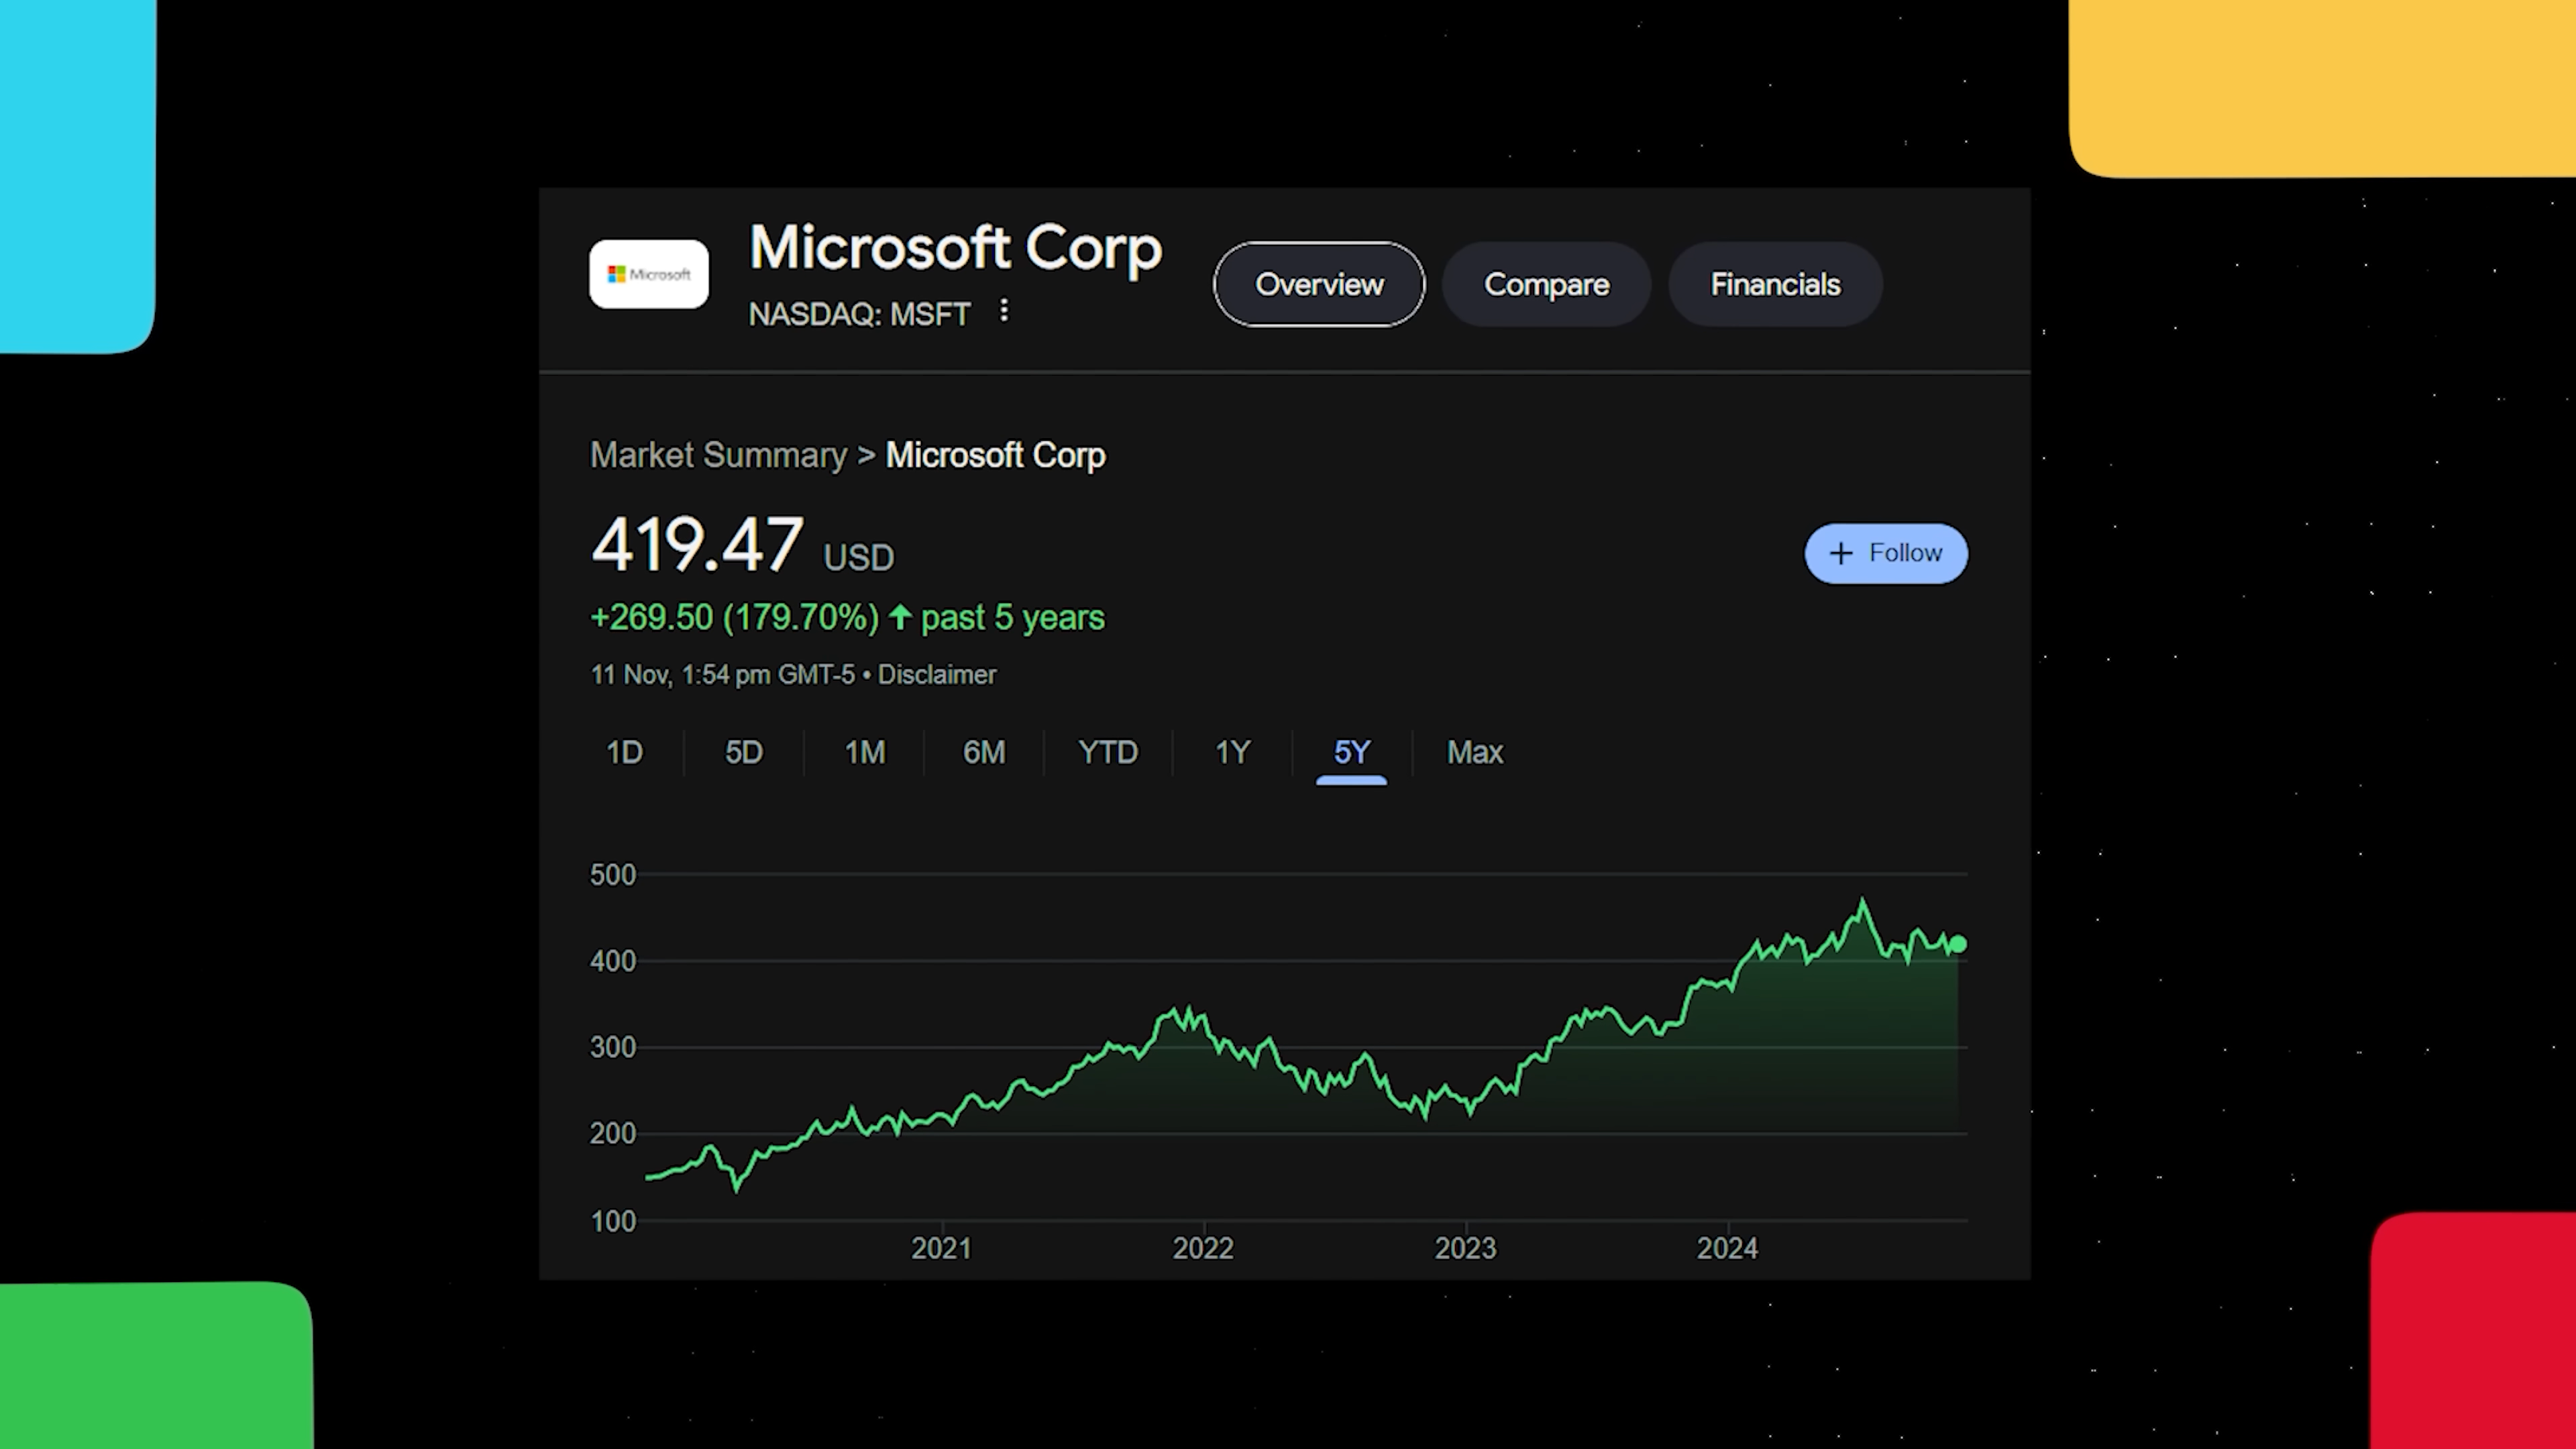 Microsoft
Microsoft Corp
NASDAQ: MSFT
Overview
Compare
Financials
Market Summary > Microsoft Corp
419.47 USD
+ Follow
+269.50 (179.70%) ↑ past 5 years
11 Nov, 1:54 pm GMT-5 • Disclaimer
1D 5D 1M 6M YTD 1Y 5Y Max
500
400
300
200
100
2021 2022 2023 2024